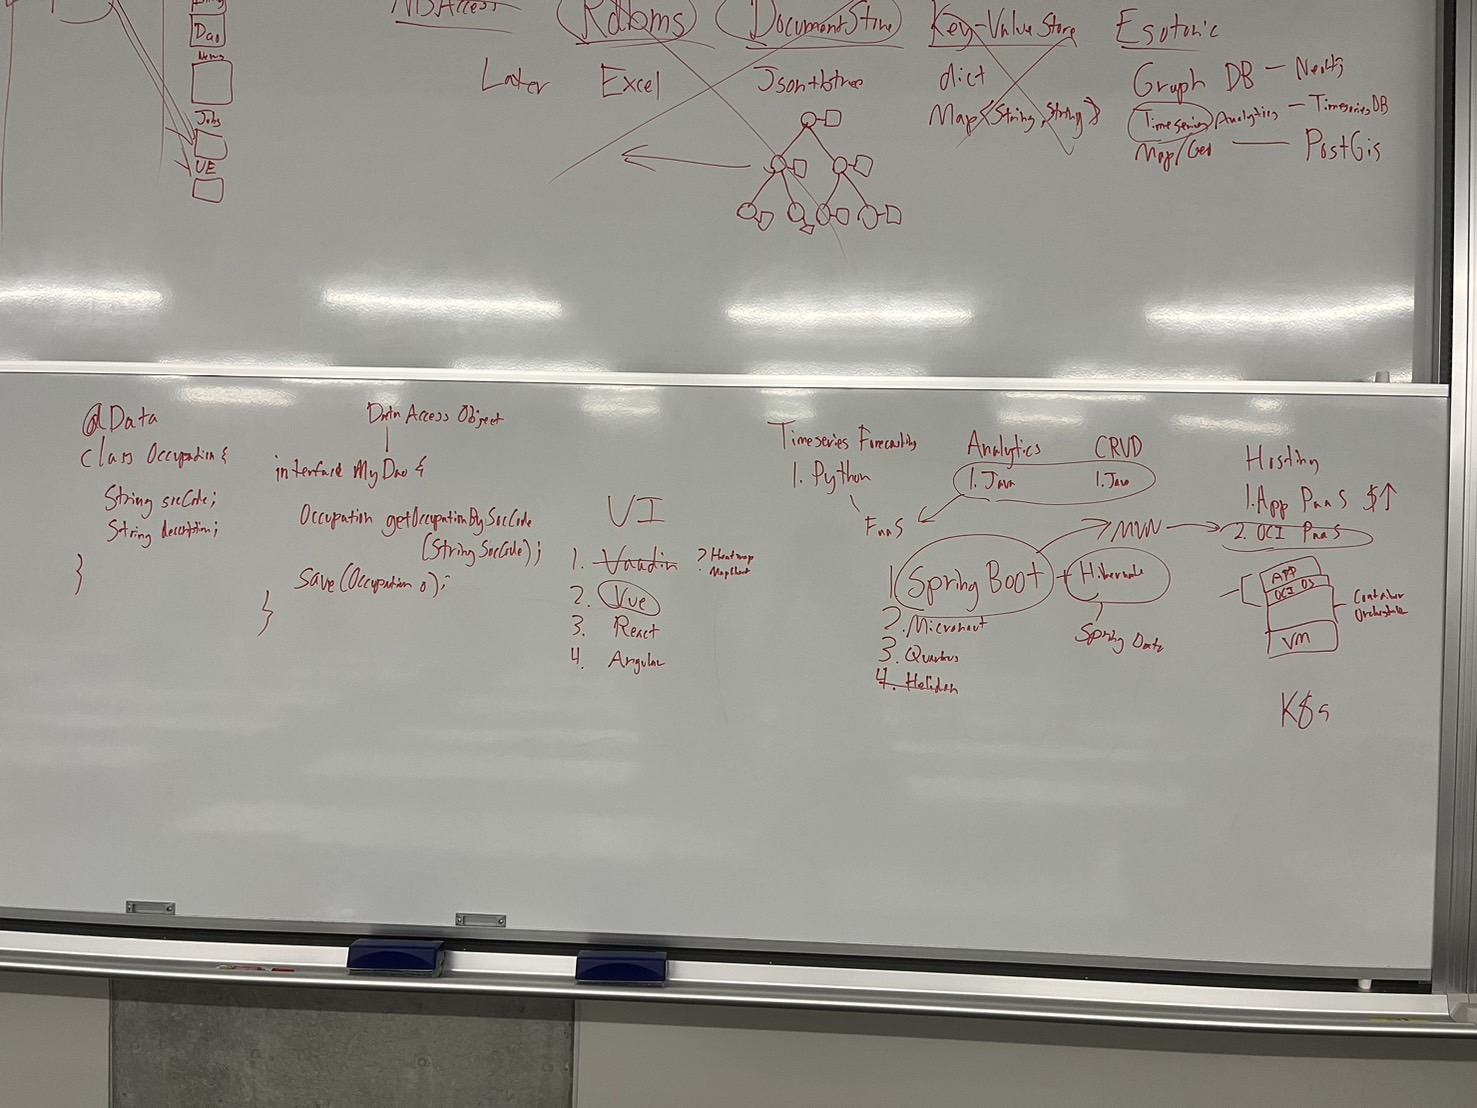 Dao
News
Jobs
UE
Rdbms
Document Store
Key-Value Store
Esoteric
Later
Excel
Json+btree
dict
Map<String, String>
Graph DB — Neo4j
Timeseries Analytics — TimeseriesDB
Map/Geo — PostGis
@Data
class Occupation {
String socCode;
String description;
}
Data Access Object
interface MyDao {
Occupation getOccupationBySocCode
(String SocCode);
save(Occupation o);
}
UI
1. Vaadin
? Heatmap
2. Vue
3. React
4. Angular
Timeseries Forecasting
1. Python
FaaS
Analytics
1. Java
CRUD
1. Java
MVN
1. Spring Boot + Hibernate
Spring Data
2. Micronaut
3. Quarkus
4. Helidon
Hosting
1. App PaaS $↑
2. OCI PaaS
APP
OCI OS
VM
Container
Orchestrator
K8s